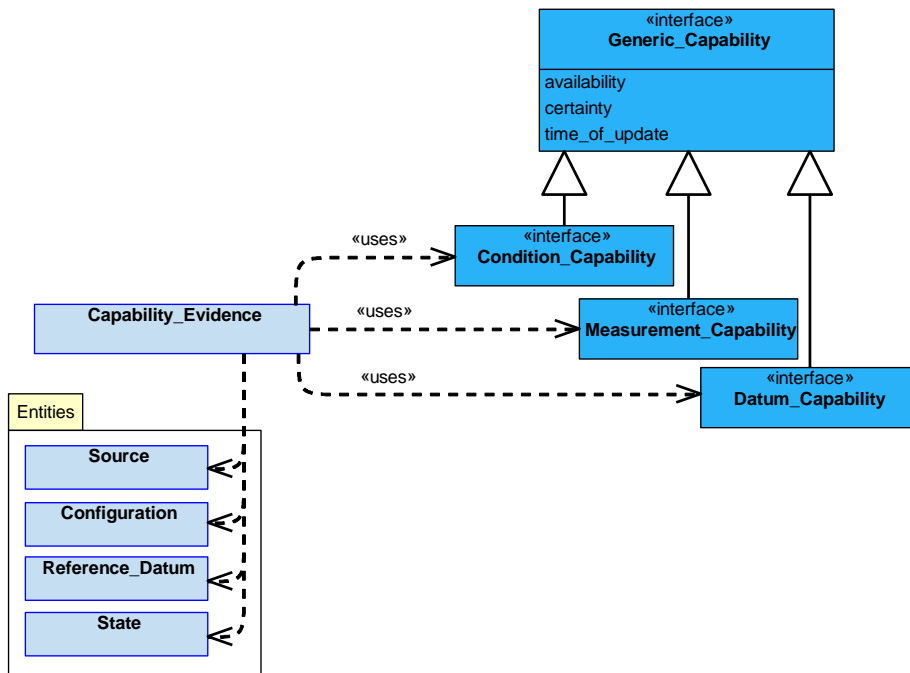 «interface»
Generic_Capability
availability
certainty
time_of_update
«uses»
«interface»
Condition_Capability
Capability_Evidence
«uses»
«interface»
Measurement_Capability
«uses»
«interface»
Datum_Capability
Entities
Source
Configuration
Reference_Datum
State